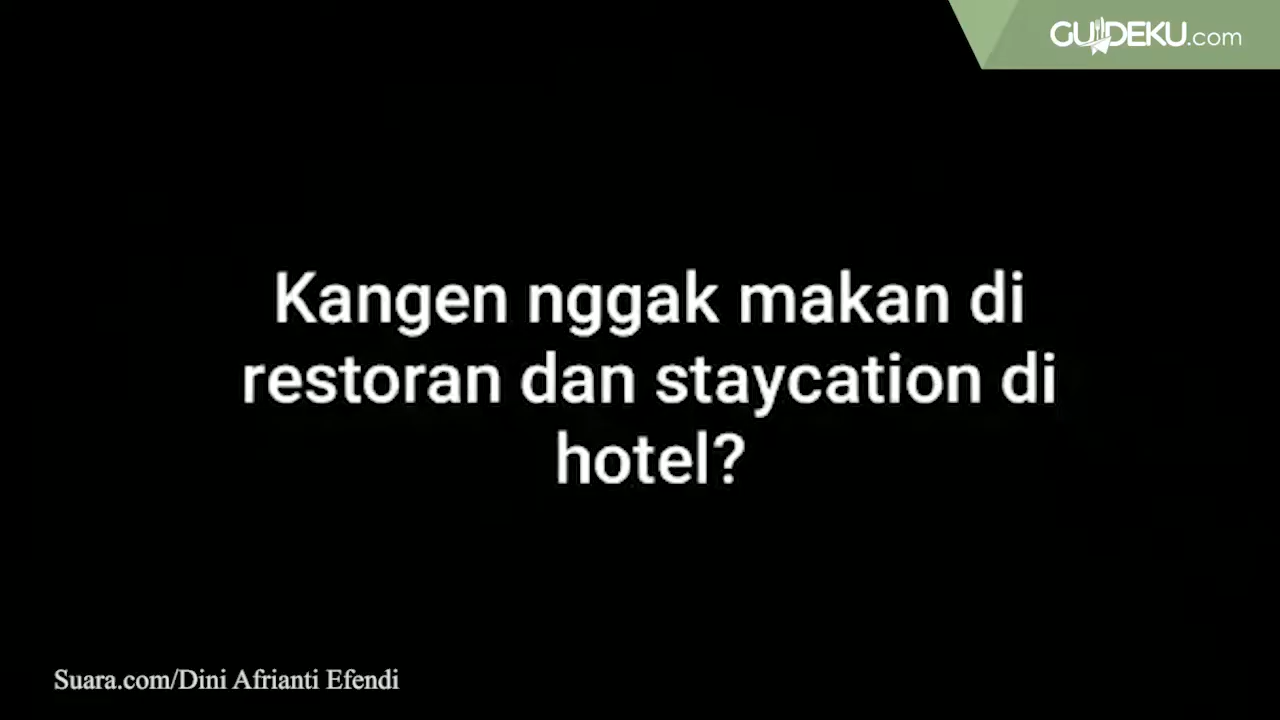 GUIDEKU.com
Kangen nggak makan di
restoran dan staycation di
hotel?
Suara.com/Dini Afrianti Efendi